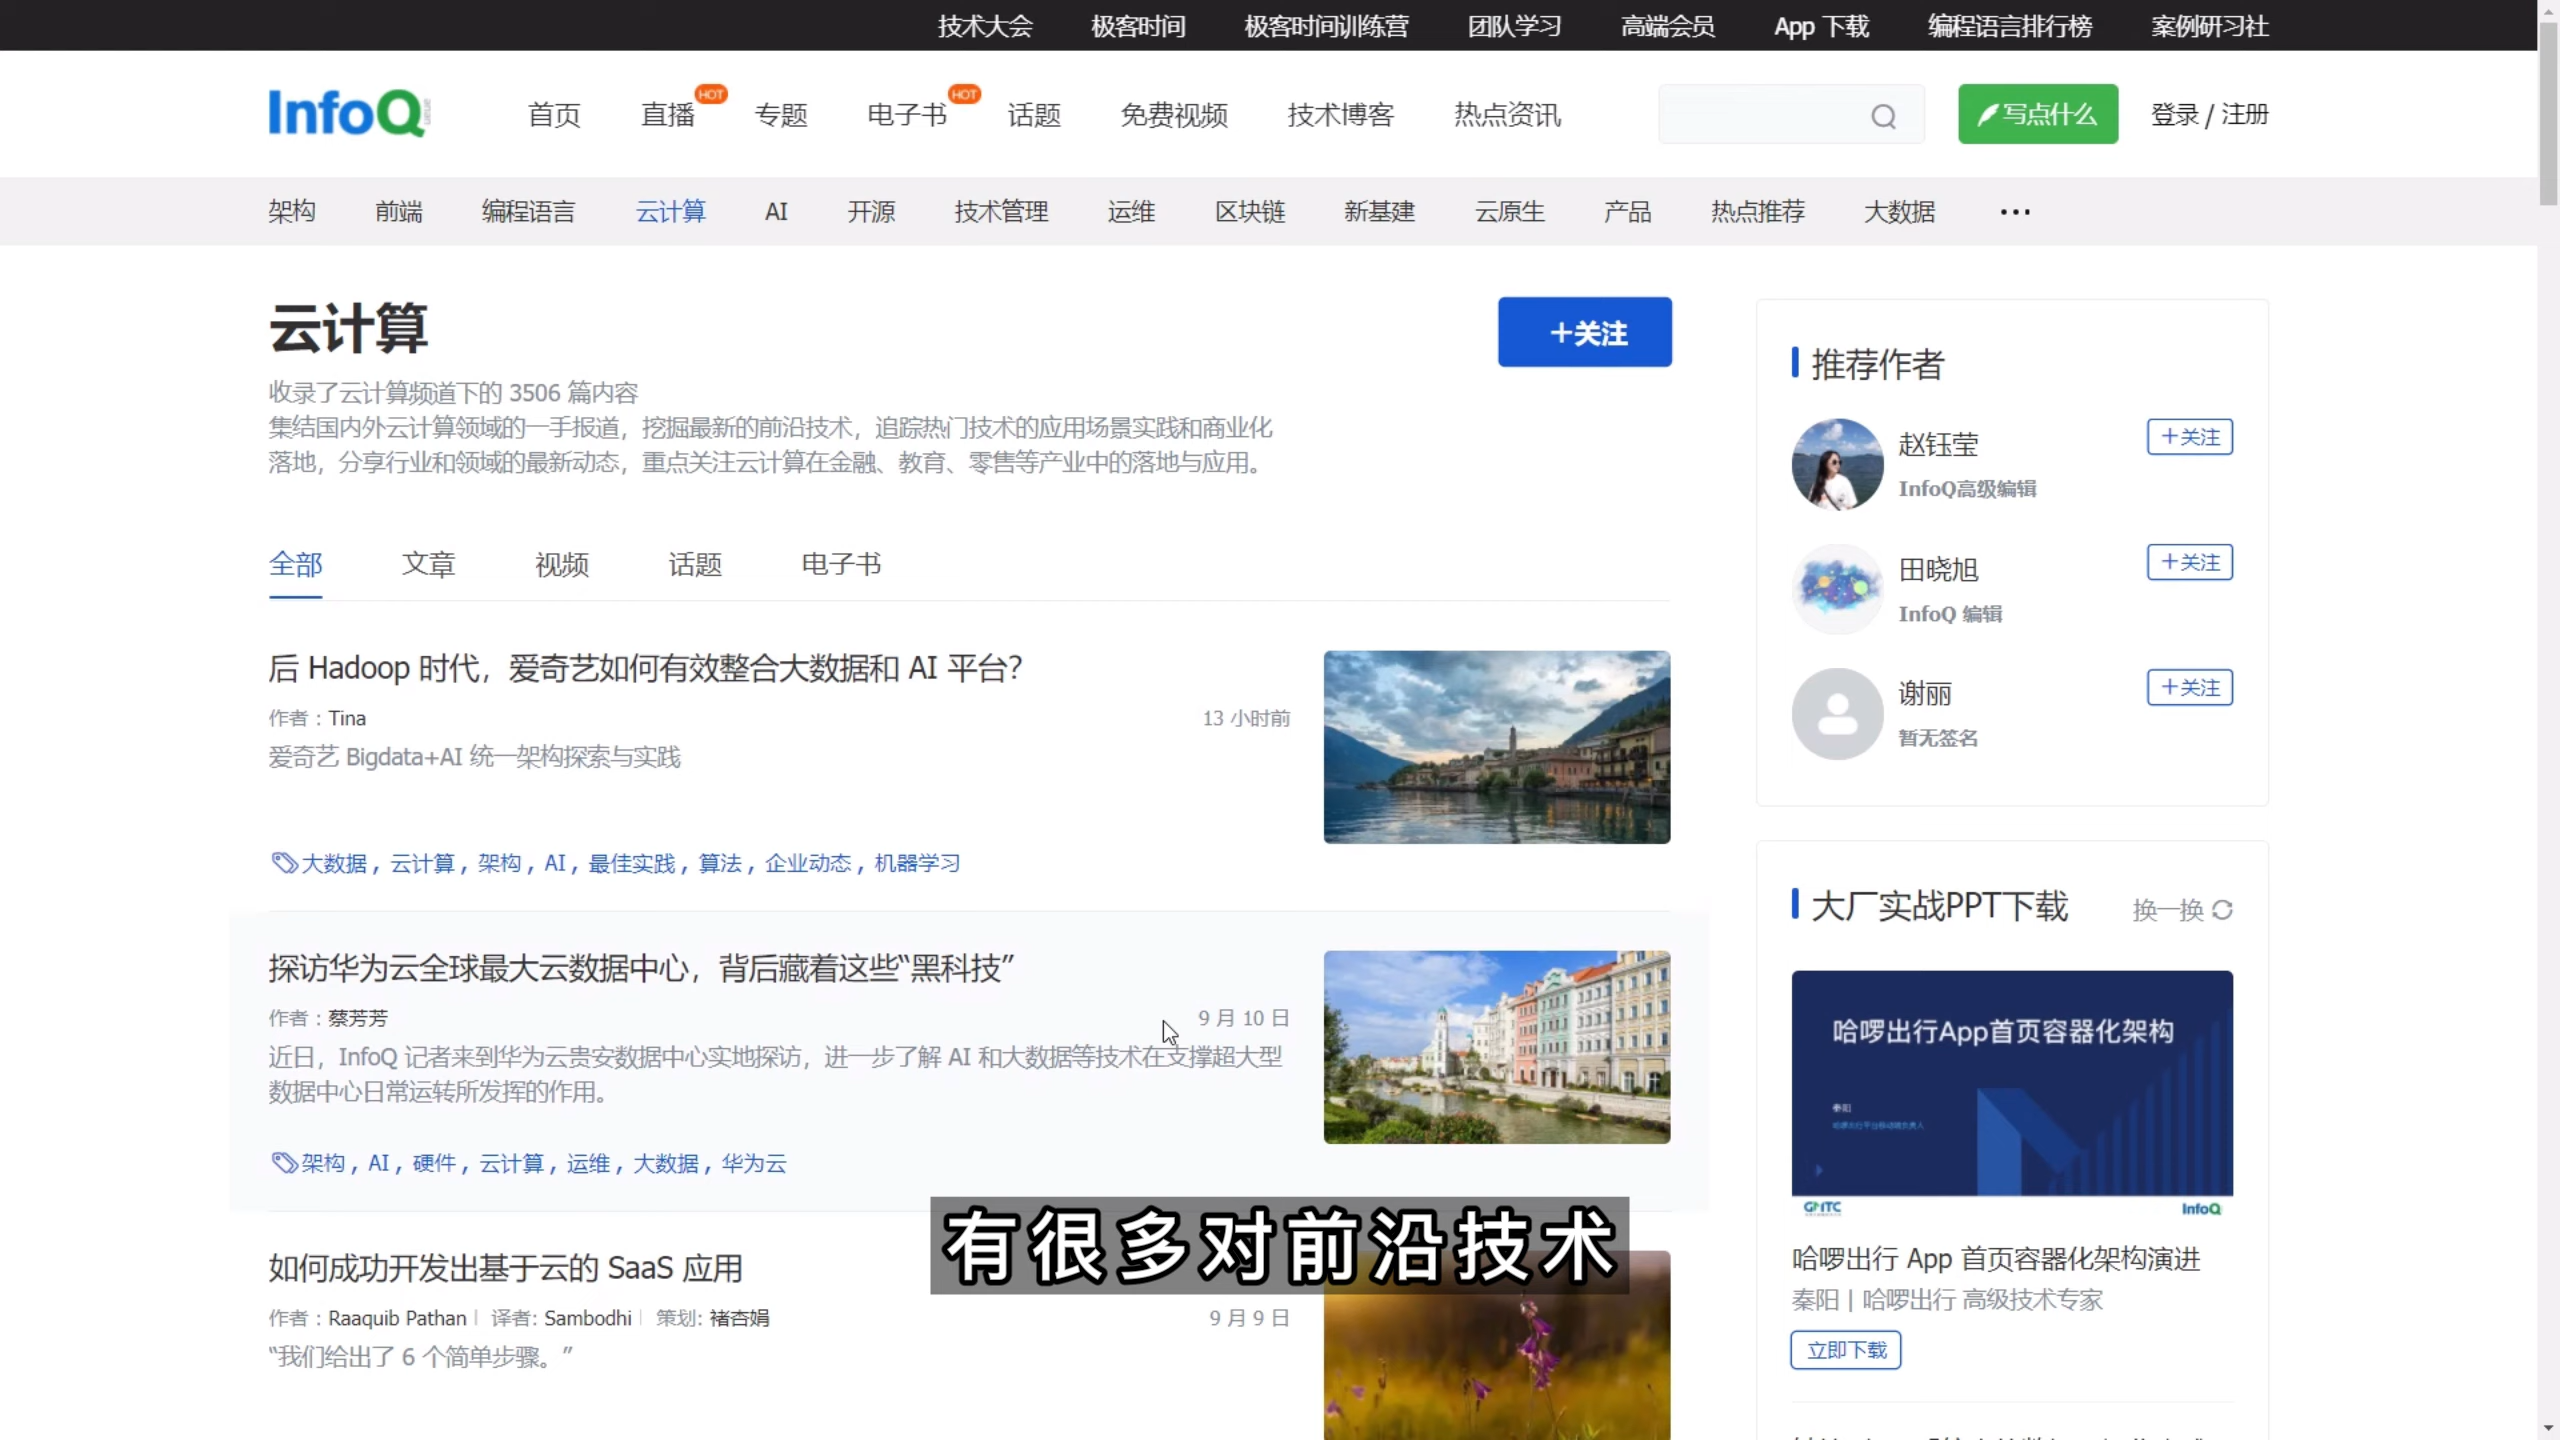 技术大会 极客时间 极客时间训练营 团队学习 高端会员 App 下载 编程语言排行榜 案例研习社
InfoQ 首页 直播 HOT 专题 电子书 HOT 话题 免费视频 技术博客 热点资讯 写点什么 登录 / 注册
架构 前端 编程语言 云计算 AI 开源 技术管理 运维 区块链 新基建 云原生 产品 热点推荐 大数据 ···
云计算
+关注
收录了云计算频道下的 3506 篇内容
集结国内外云计算领域的一手报道，挖掘最新的前沿技术，追踪热门技术的应用场景实践和商业化
落地，分享行业和领域的最新动态，重点关注云计算在金融、教育、零售等产业中的落地与应用。
全部 文章 视频 话题 电子书
后 Hadoop 时代，爱奇艺如何有效整合大数据和 AI 平台？
作者：Tina 13 小时前
爱奇艺 Bigdata+AI 统一架构探索与实践
大数据，云计算，架构，AI，最佳实践，算法，企业动态，机器学习
探访华为云全球最大云数据中心，背后藏着这些“黑科技”
作者：蔡芳芳 9 月 10 日
近日，InfoQ 记者来到华为云贵安数据中心实地探访，进一步了解 AI 和大数据等技术在支撑超大型
数据中心日常运转所发挥的作用。
架构，AI，硬件，云计算，运维，大数据，华为云
如何成功开发出基于云的 SaaS 应用
作者：Raaquib Pathan 译者: Sambodhi 策划: 褚杏娟 9 月 9 日
“我们给出了 6 个简单步骤。”
有很多对前沿技术
推荐作者
赵钰莹 +关注
InfoQ高级编辑
田晓旭 +关注
InfoQ 编辑
谢丽 +关注
暂无签名
大厂实战PPT下载 换一换
哈啰出行App首页容器化架构
秦阳
哈啰出行平台移动端负责人
GMTC InfoQ
哈啰出行 App 首页容器化架构演进
秦阳 | 哈啰出行 高级技术专家
立即下载